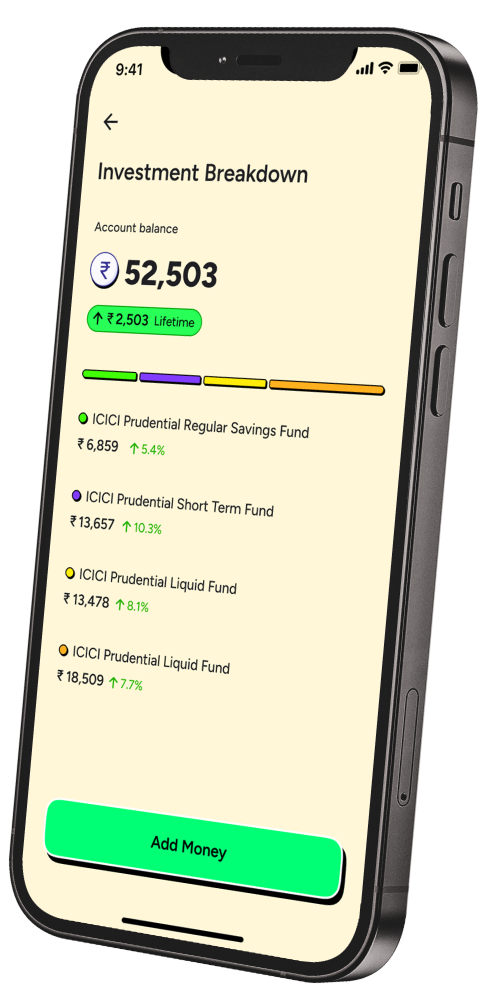 9:41
←
Investment Breakdown
Account balance
₹ 52,503
↑ ₹ 2,503 Lifetime
ICICI Prudential Regular Savings Fund
₹ 6,859 ↑ 5.4%
ICICI Prudential Short Term Fund
₹ 13,657 ↑ 10.3%
ICICI Prudential Liquid Fund
₹ 13,478 ↑ 8.1%
ICICI Prudential Liquid Fund
₹ 18,509 ↑ 7.7%
Add Money